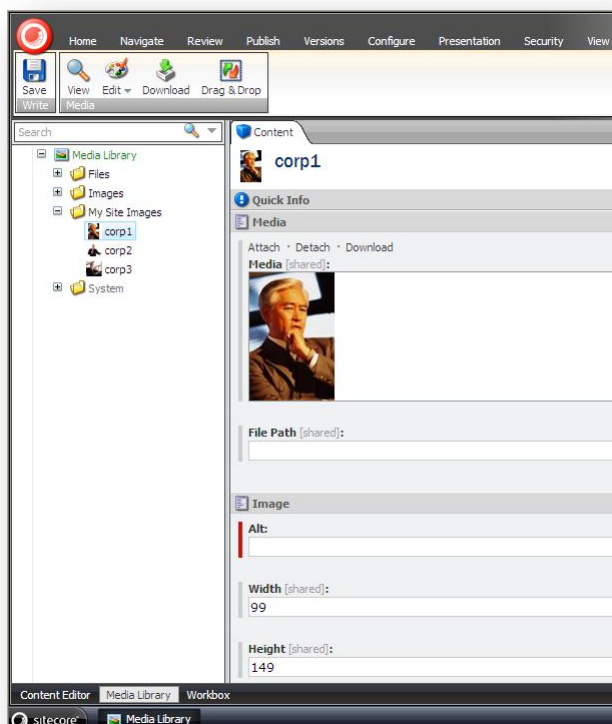 Home Navigate Review Publish Versions Configure Presentation Security View
Save View Edit Download Drag & Drop
Write Media
Search
Media Library
Files
Images
My Site Images
corp1
corp2
corp3
System
Content
corp1
Quick Info
Media
Attach · Detach · Download
Media [shared]:
File Path [shared]:
Image
Alt:
Width [shared]:
99
Height [shared]:
149
Content Editor Media Library Workbox
sitecore Media Library